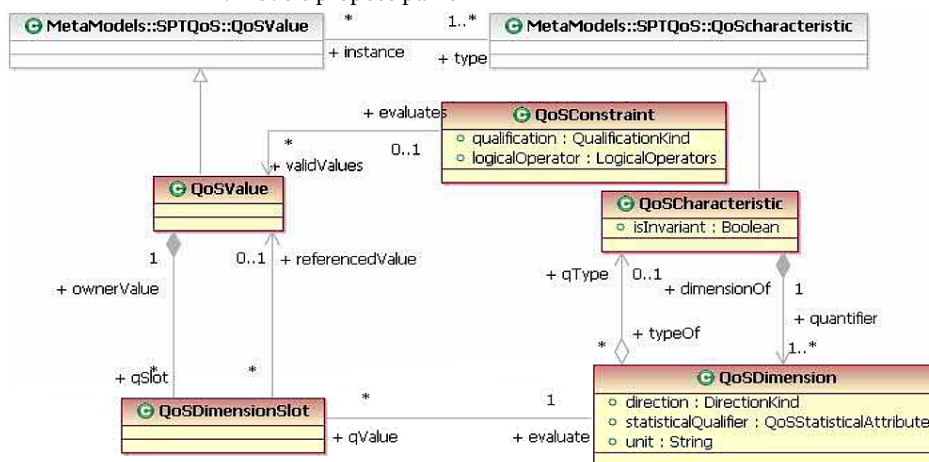 MetaModels::SPTQoS::QoSValue
*
1..*
MetaModels::SPTQoS::QoScharacteristic
+ instance
+ type
+ evaluates
QoSConstraint
qualification : QualificationKind
logicalOperator : LogicalOperators
*
0..1
+ validValues
QoSValue
QoSCharacteristic
isInvariant : Boolean
1
0..1
+ referencedValue
+ ownerValue
+ qType
0..1
+ dimensionOf
1
+ quantifier
+ typeOf
*
1..*
*
*
+ qSlot
QoSDimension
direction : DirectionKind
statisticalQualifier : QoSStatisticalAttribute
unit : String
QoSDimensionSlot
*
1
+ qValue
+ evaluate